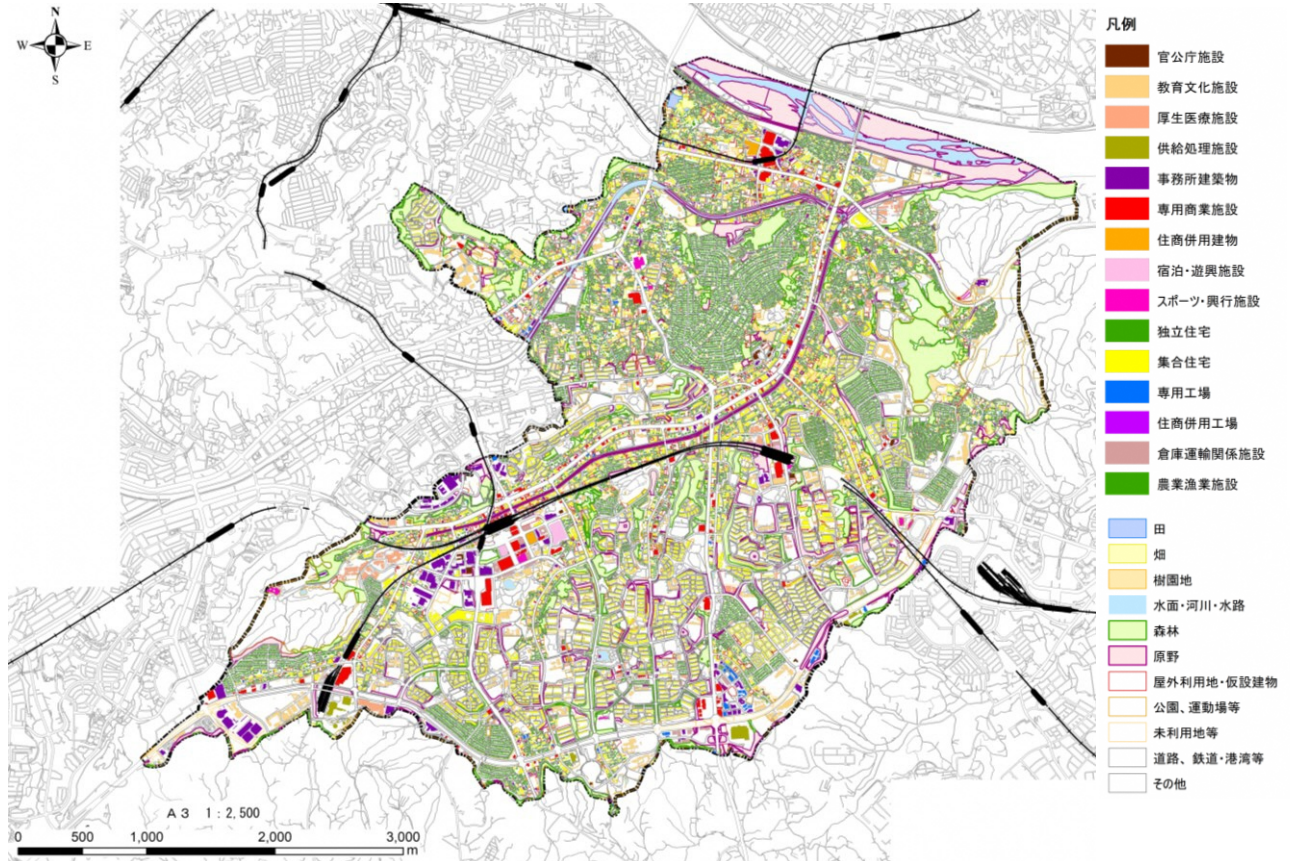 N
W E
S
凡例
官公庁施設
教育文化施設
厚生医療施設
供給処理施設
事務所建築物
専用商業施設
住商併用建物
宿泊・遊興施設
スポーツ・興行施設
独立住宅
集合住宅
専用工場
住商併用工場
倉庫運輸関係施設
農業漁業施設
田
畑
樹園地
水面・河川・水路
森林
原野
屋外利用地・仮設建物
公園、運動場等
未利用地等
道路、鉄道・港湾等
その他
A3 1:2,500
0 500 1,000 2,000 3,000
m